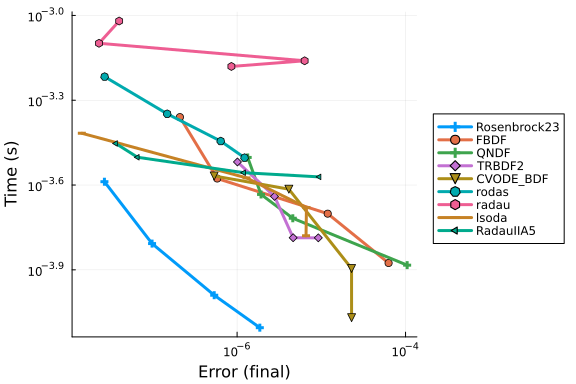 10⁻³·⁰
10⁻³·³
10⁻³·⁶
10⁻³·⁹
Time (s)
10⁻⁶
10⁻⁴
Error (final)
Rosenbrock23
FBDF
QNDF
TRBDF2
CVODE_BDF
rodas
radau
lsoda
RadauIIA5